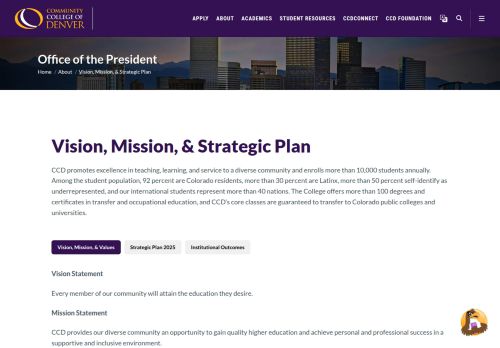 COMMUNITY
COLLEGE OF
DENVER
APPLY ABOUT ACADEMICS STUDENT RESOURCES CCDCONNECT CCD FOUNDATION
Office of the President
Home / About / Vision, Mission, & Strategic Plan
Vision, Mission, & Strategic Plan
CCD promotes excellence in teaching, learning, and service to a diverse community and enrolls more than 10,000 students annually.
Among the student population, 92 percent are Colorado residents, more than 30 percent are Latinx, more than 50 percent self-identify as
underrepresented, and our international students represent more than 40 nations. The College offers more than 100 degrees and
certificates in transfer and occupational education, and CCD's core classes are guaranteed to transfer to Colorado public colleges and
universities.
Vision, Mission, & Values Strategic Plan 2025 Institutional Outcomes
Vision Statement
Every member of our community will attain the education they desire.
Mission Statement
CCD provides our diverse community an opportunity to gain quality higher education and achieve personal and professional success in a
supportive and inclusive environment.